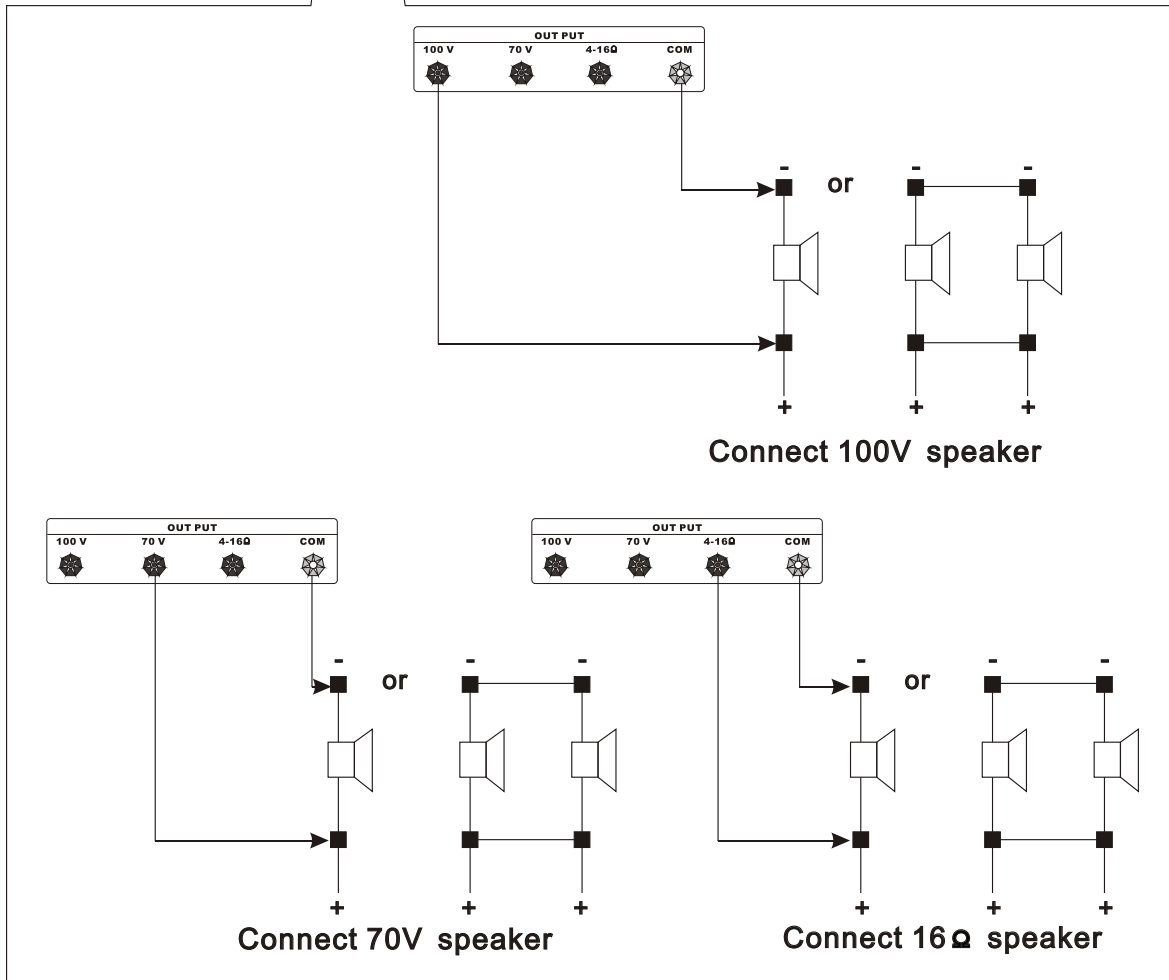 OUT PUT
100 V 70 V 4-16Ω COM
- or - -
+ + +
Connect 100V speaker
OUT PUT
100 V 70 V 4-16Ω COM
- or - -
+ + +
Connect 70V speaker
OUT PUT
100 V 70 V 4-16Ω COM
- or - -
+ + +
Connect 16Ω speaker